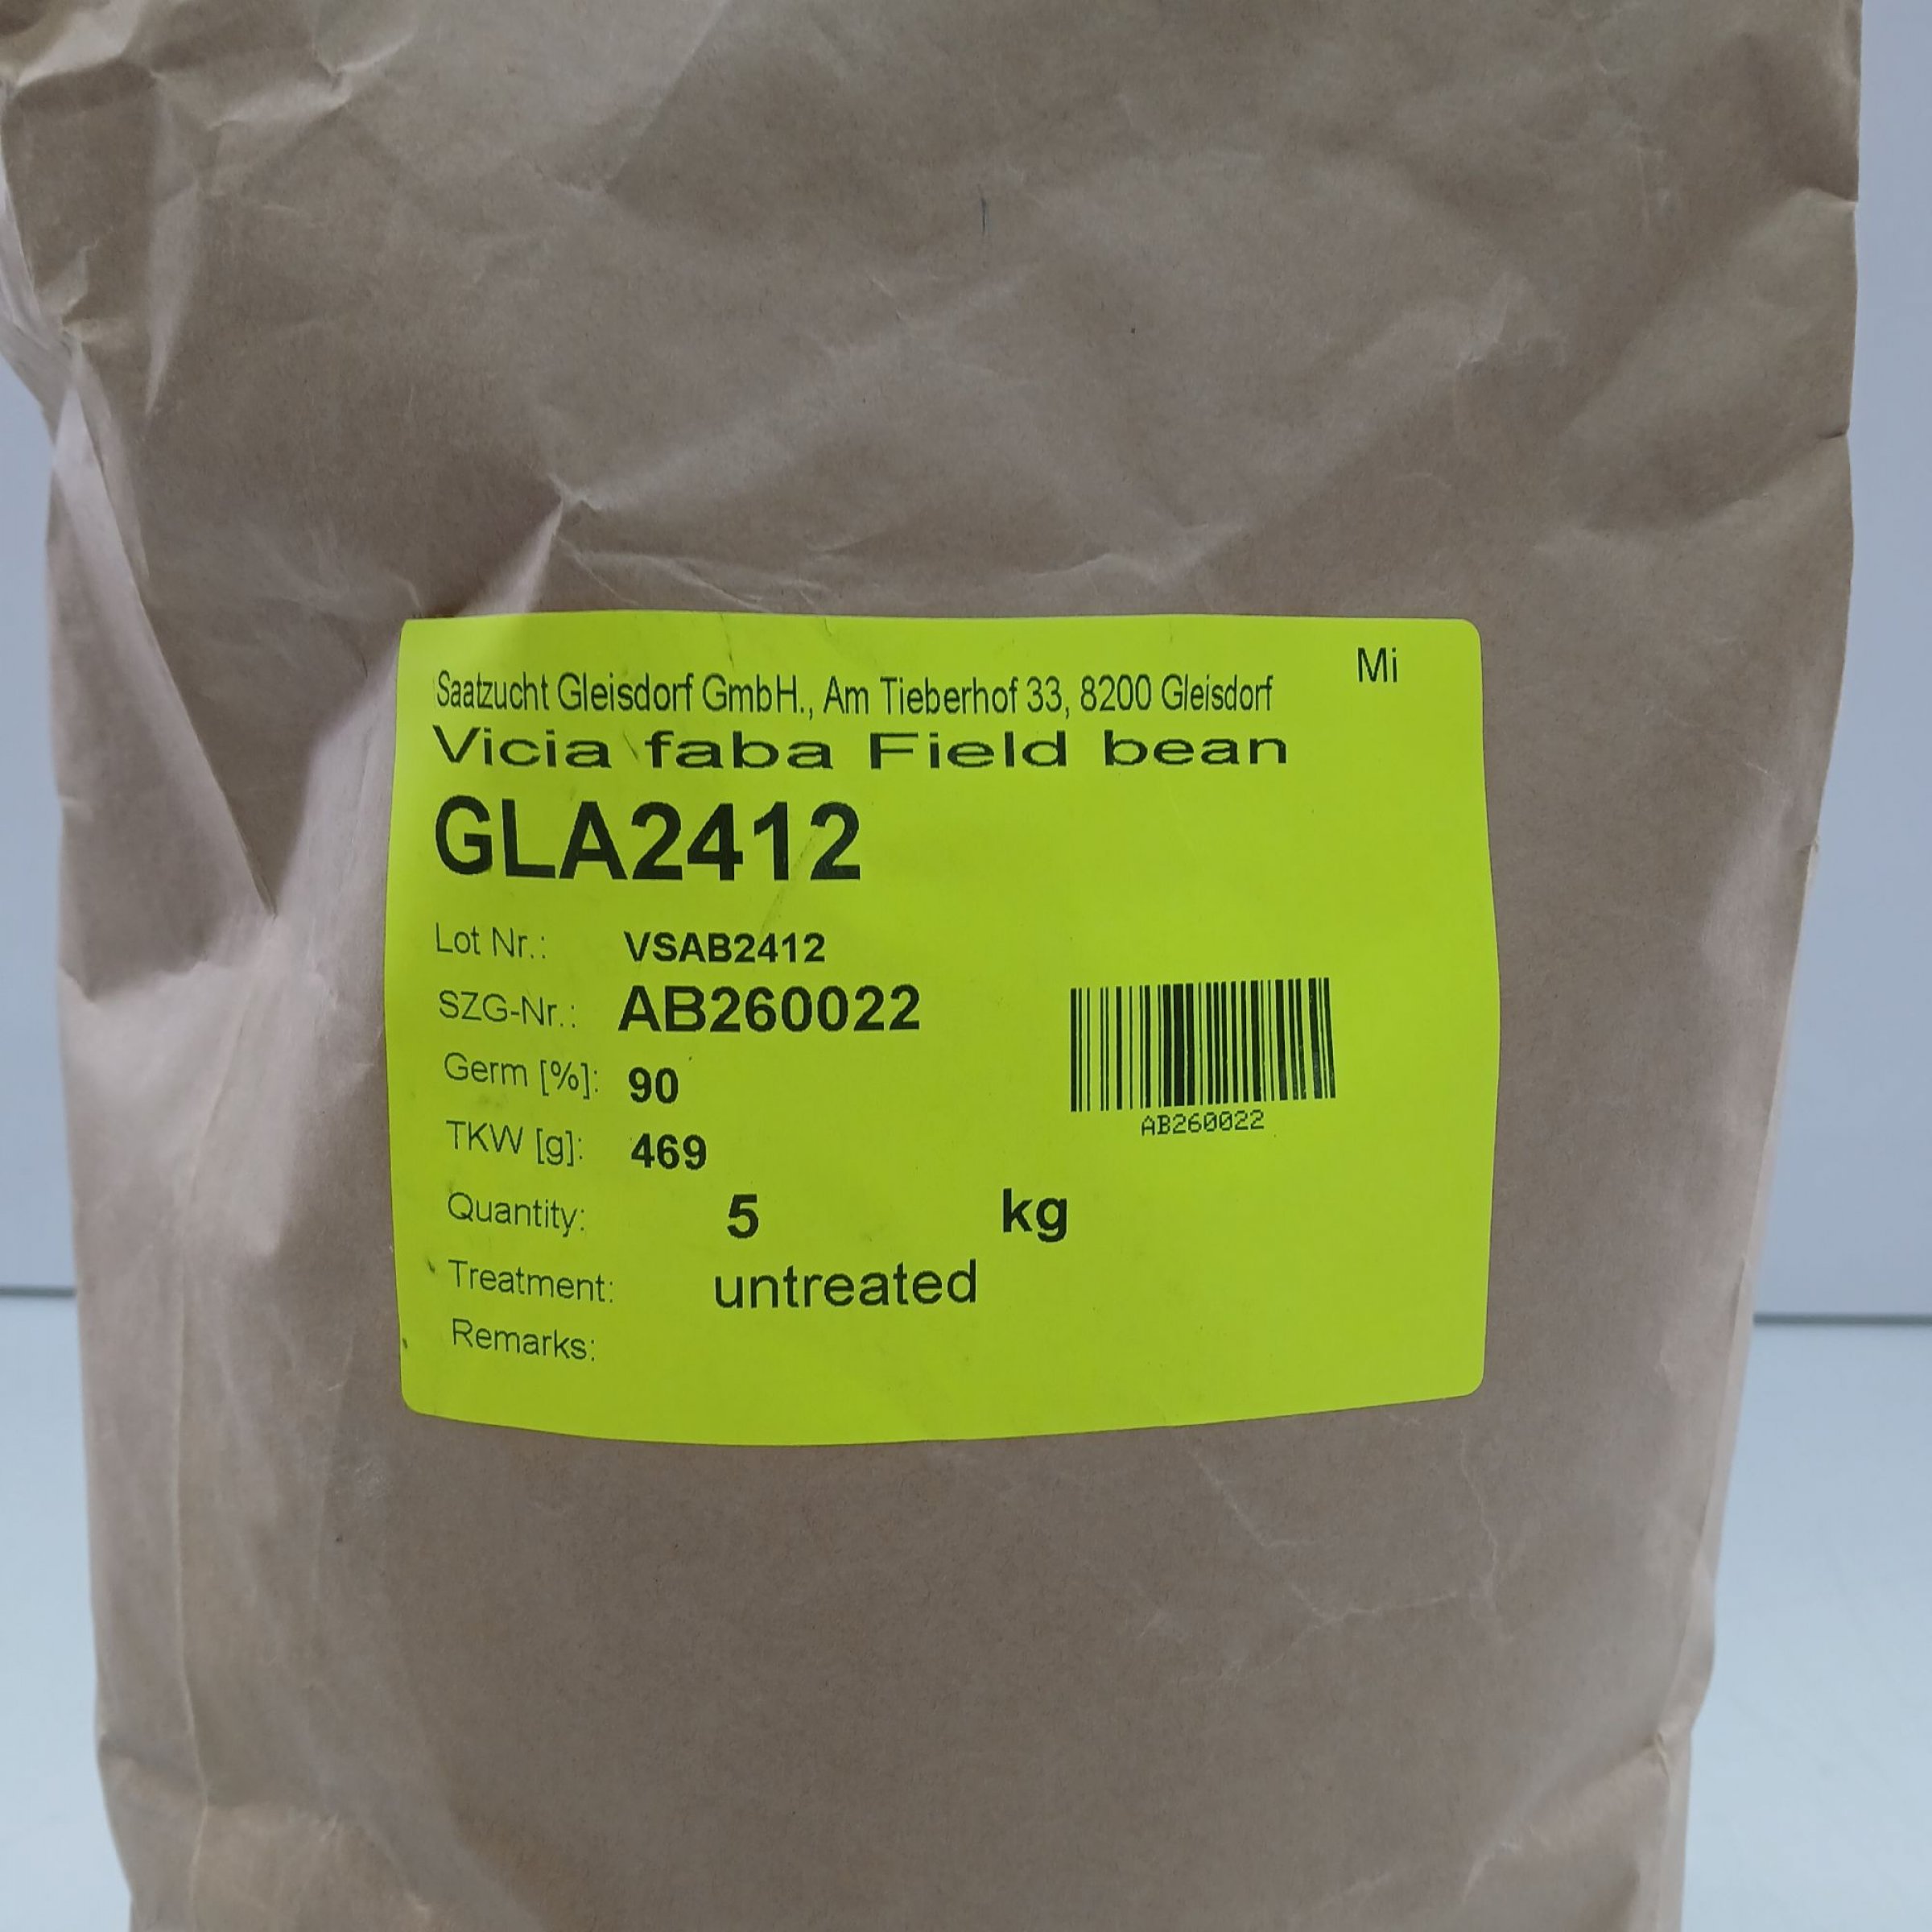 Mi
Saatzucht Gleisdorf GmbH., Am Tieberhof 33, 8200 Gleisdorf
Vicia faba Field bean
GLA2412
Lot Nr.: VSAB2412
SZG-Nr.: AB260022
Germ [%]: 90
TKW [g]: 469
AB260022
Quantity: 5 kg
Treatment: untreated
Remarks: